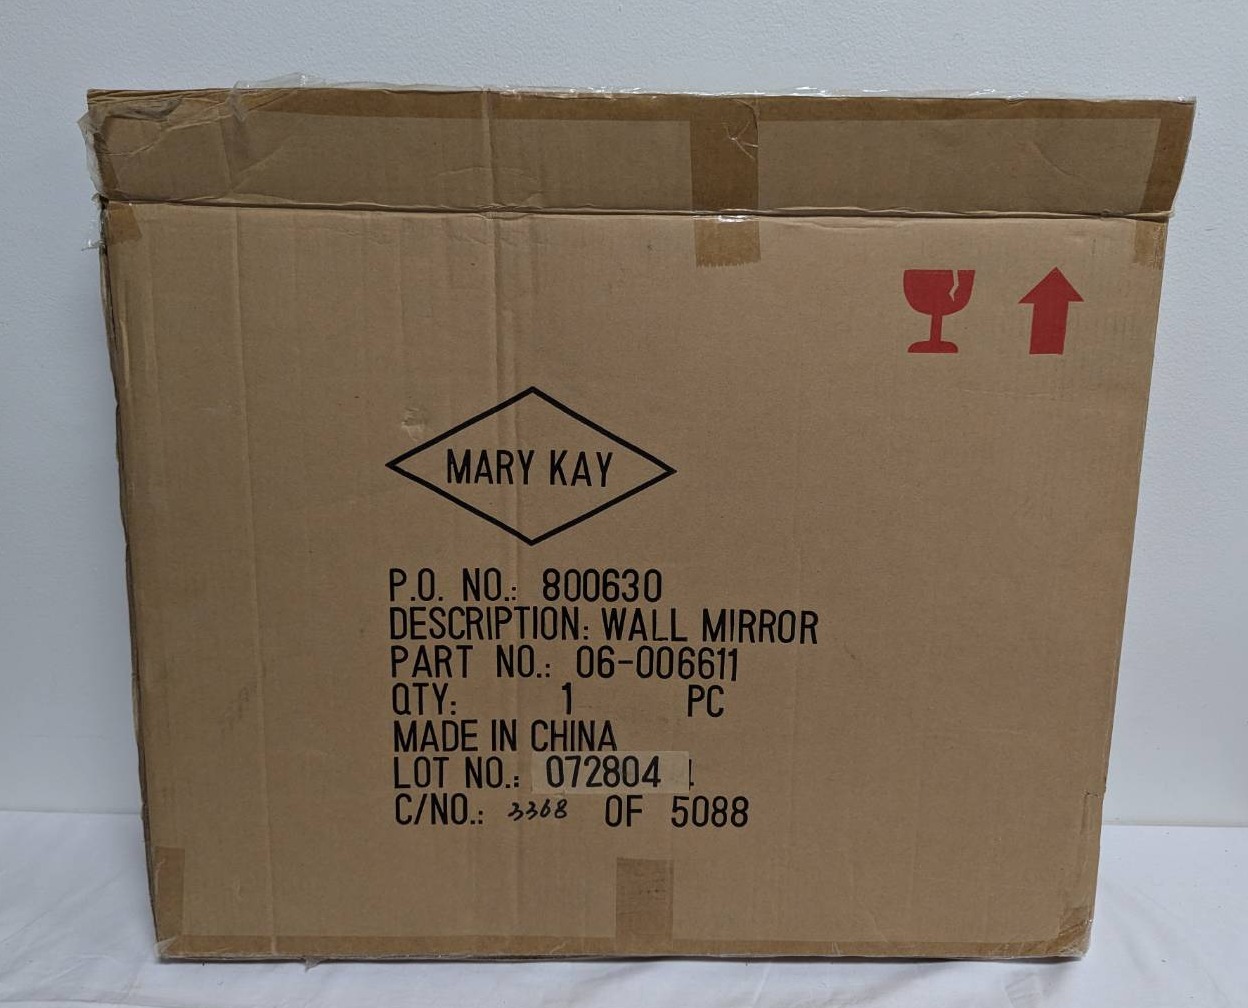 MARY KAY
P.O. NO.: 800630
DESCRIPTION: WALL MIRROR
PART NO.: 06-006611
QTY: 1 PC
MADE IN CHINA
LOT NO.: 072804
C/NO.: 3368 OF 5088